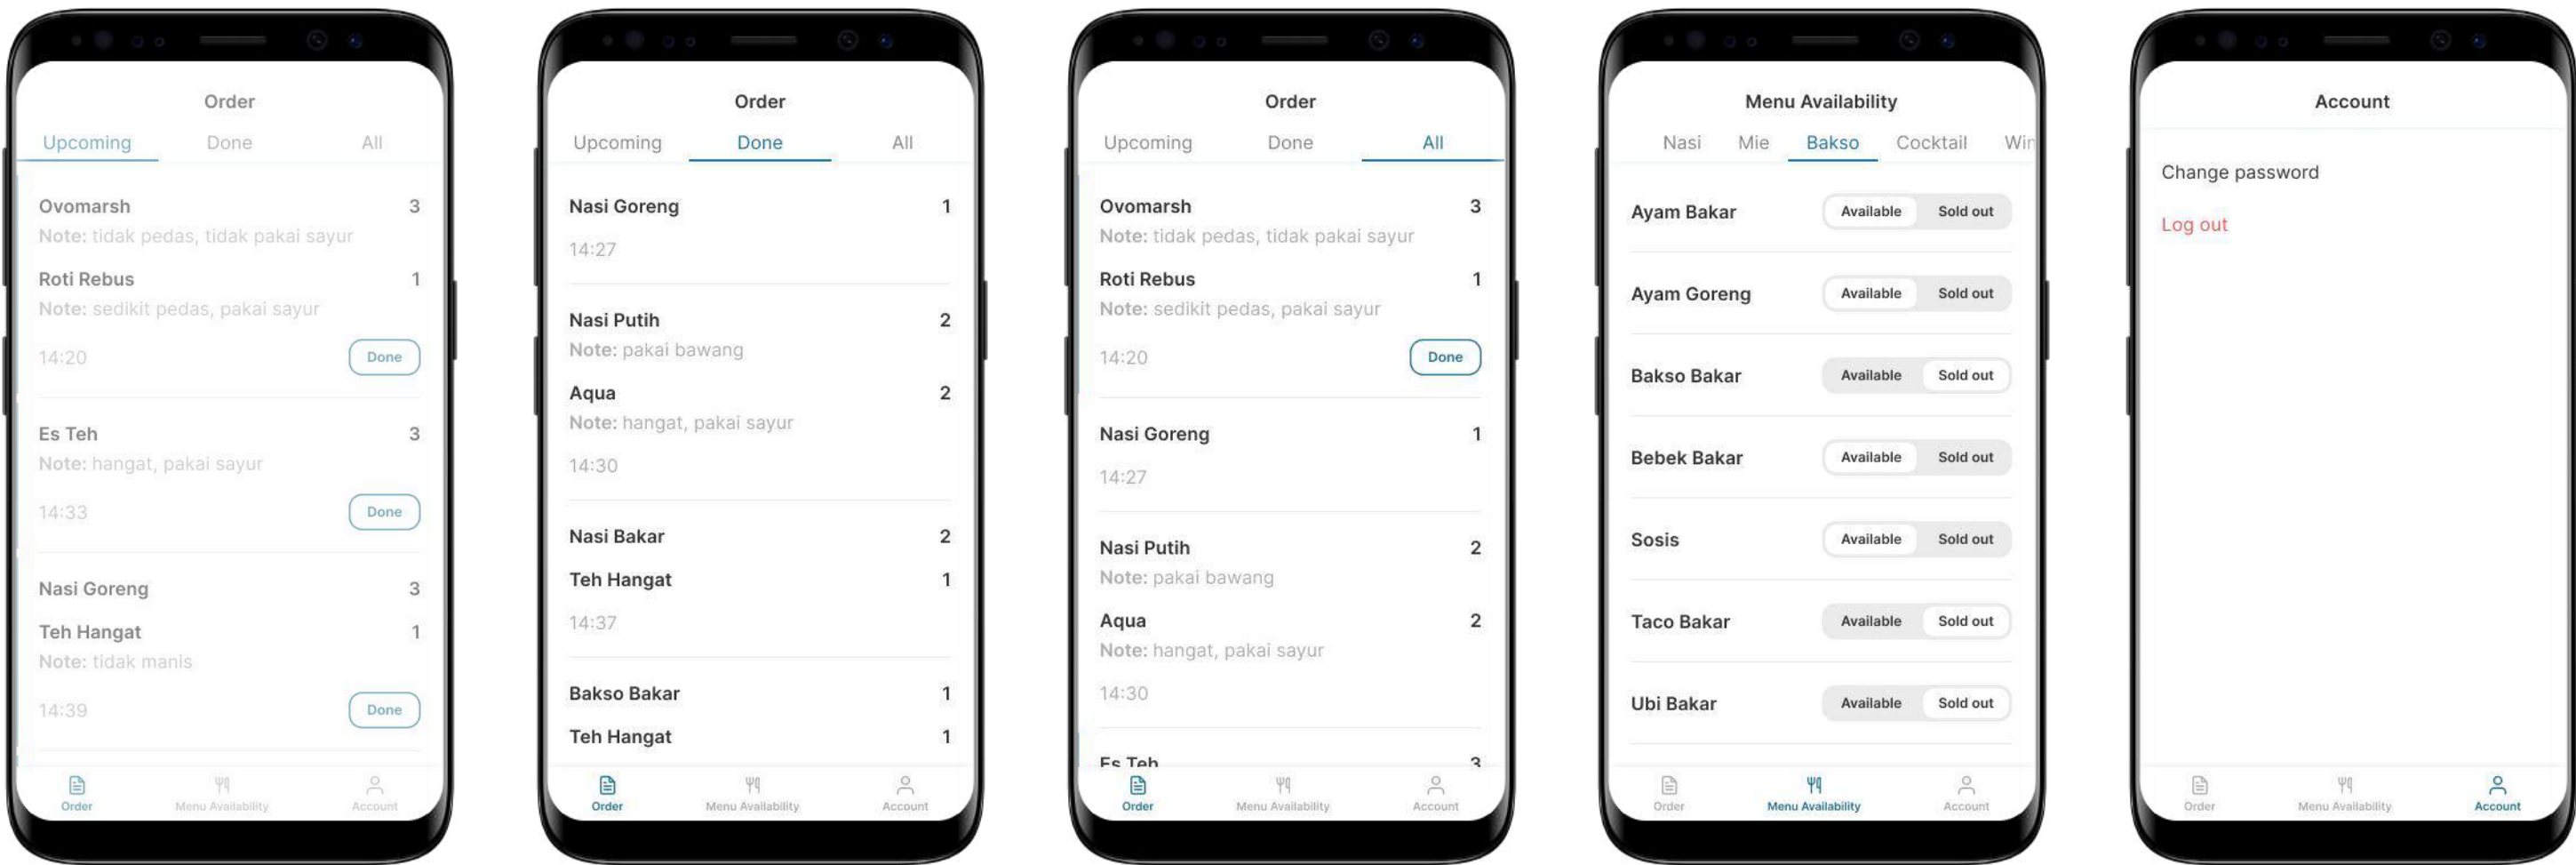 Order
Upcoming Done All
Ovomarsh 3
Note: tidak pedas, tidak pakai sayur
Roti Rebus 1
Note: sedikit pedas, pakai sayur
14:20 Done
Es Teh 3
Note: hangat, pakai sayur
14:33 Done
Nasi Goreng 3
Teh Hangat 1
Note: tidak manis
14:39 Done
Order Menu Availability Account
Order
Upcoming Done All
Nasi Goreng 1
14:27
Nasi Putih 2
Note: pakai bawang
Aqua 2
Note: hangat, pakai sayur
14:30
Nasi Bakar 2
Teh Hangat 1
14:37
Bakso Bakar 1
Teh Hangat 1
Order Menu Availability Account
Order
Upcoming Done All
Ovomarsh 3
Note: tidak pedas, tidak pakai sayur
Roti Rebus 1
Note: sedikit pedas, pakai sayur
14:20 Done
Nasi Goreng 1
14:27
Nasi Putih 2
Note: pakai bawang
Aqua 2
Note: hangat, pakai sayur
14:30
Es Teh 3
Order Menu Availability Account
Menu Availability
Nasi Mie Bakso Cocktail Win
Ayam Bakar Available Sold out
Ayam Goreng Available Sold out
Bakso Bakar Available Sold out
Bebek Bakar Available Sold out
Sosis Available Sold out
Taco Bakar Available Sold out
Ubi Bakar Available Sold out
Order Menu Availability Account
Account
Change password
Log out
Order Menu Availability Account